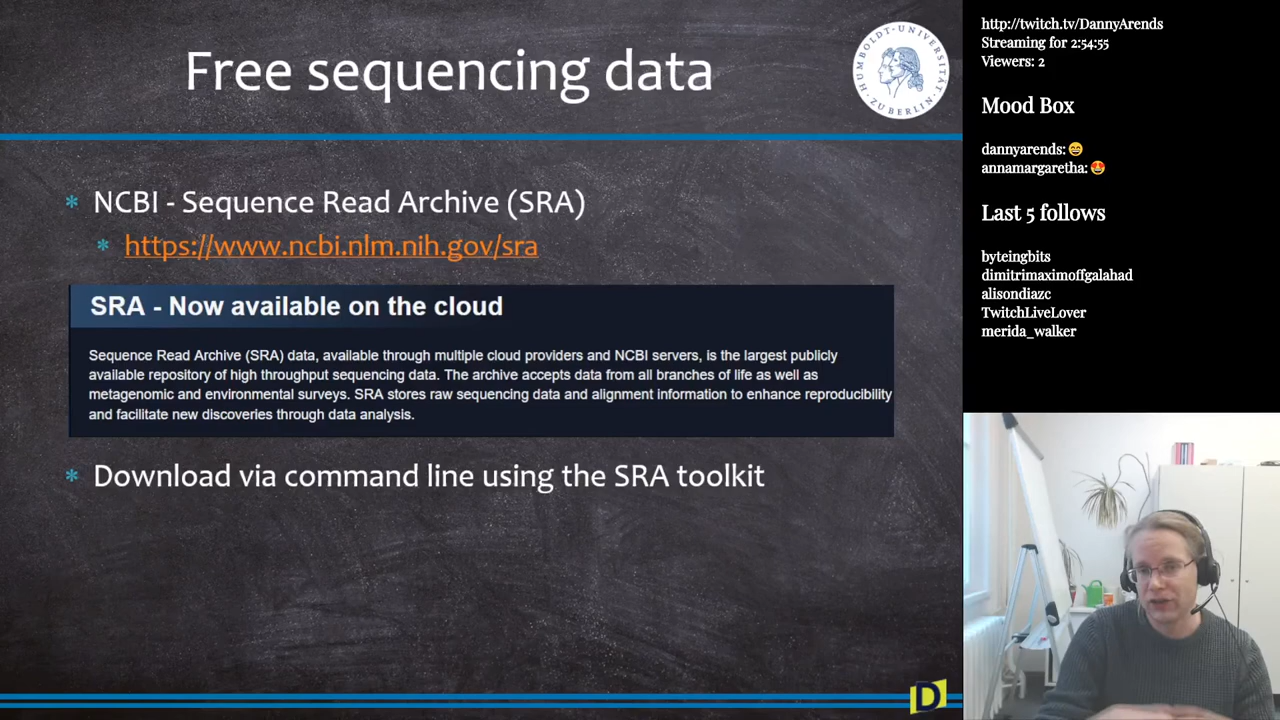 Free sequencing data
HUMBOLDT-UNIVERSITÄT
ZU BERLIN
NCBI - Sequence Read Archive (SRA)
https://www.ncbi.nlm.nih.gov/sra
SRA - Now available on the cloud
Sequence Read Archive (SRA) data, available through multiple cloud providers and NCBI servers, is the largest publicly
available repository of high throughput sequencing data. The archive accepts data from all branches of life as well as
metagenomic and environmental surveys. SRA stores raw sequencing data and alignment information to enhance reproducibility
and facilitate new discoveries through data analysis.
Download via command line using the SRA toolkit
D
http://twitch.tv/DannyArends
Streaming for 2:54:55
Viewers: 2
Mood Box
dannyarends: 😄
annamargaretha: 😍
Last 5 follows
byteingbits
dimitrimaximoffgalahad
alisondiazc
TwitchLiveLover
merida_walker